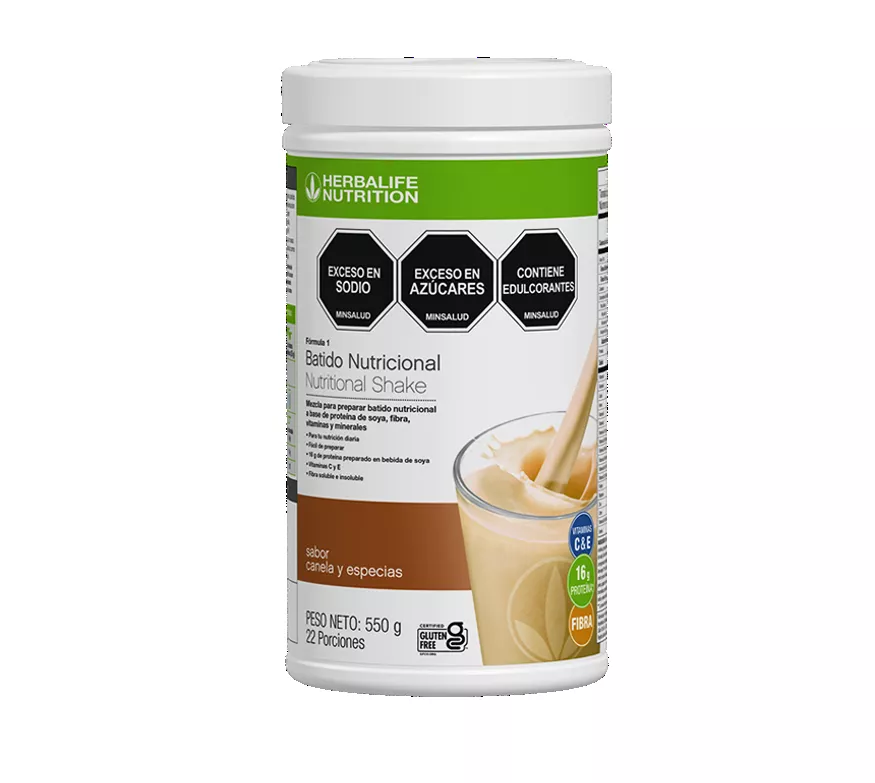 HERBALIFE
NUTRITION
EXCESO EN
SODIO
MINSALUD
EXCESO EN
AZÚCARES
MINSALUD
CONTIENE
EDULCORANTES
MINSALUD
Fórmula 1
Batido Nutricional
Nutritional Shake
Mezcla para preparar batido nutricional
a base de proteína de soya, fibra,
vitaminas y minerales
• Para tu nutrición diaria
• Fácil de preparar
• 16 g de proteína preparado en bebida de soya
• Vitaminas C y E
• Fibra soluble e insoluble
VITAMINAS
C&E
16 g
PROTEÍNA
FIBRA
sabor
canela y especias
PESO NETO: 550 g
22 Porciones
CERTIFIED
GLUTEN
FREE